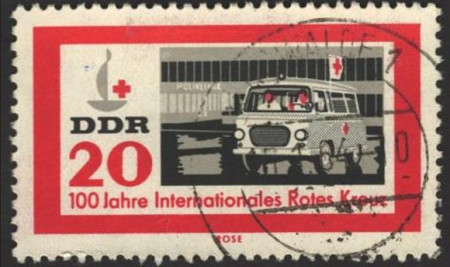 POLIKLINIK
DDR
20
100 Jahre Internationales Rotes Kreuz
ROSE